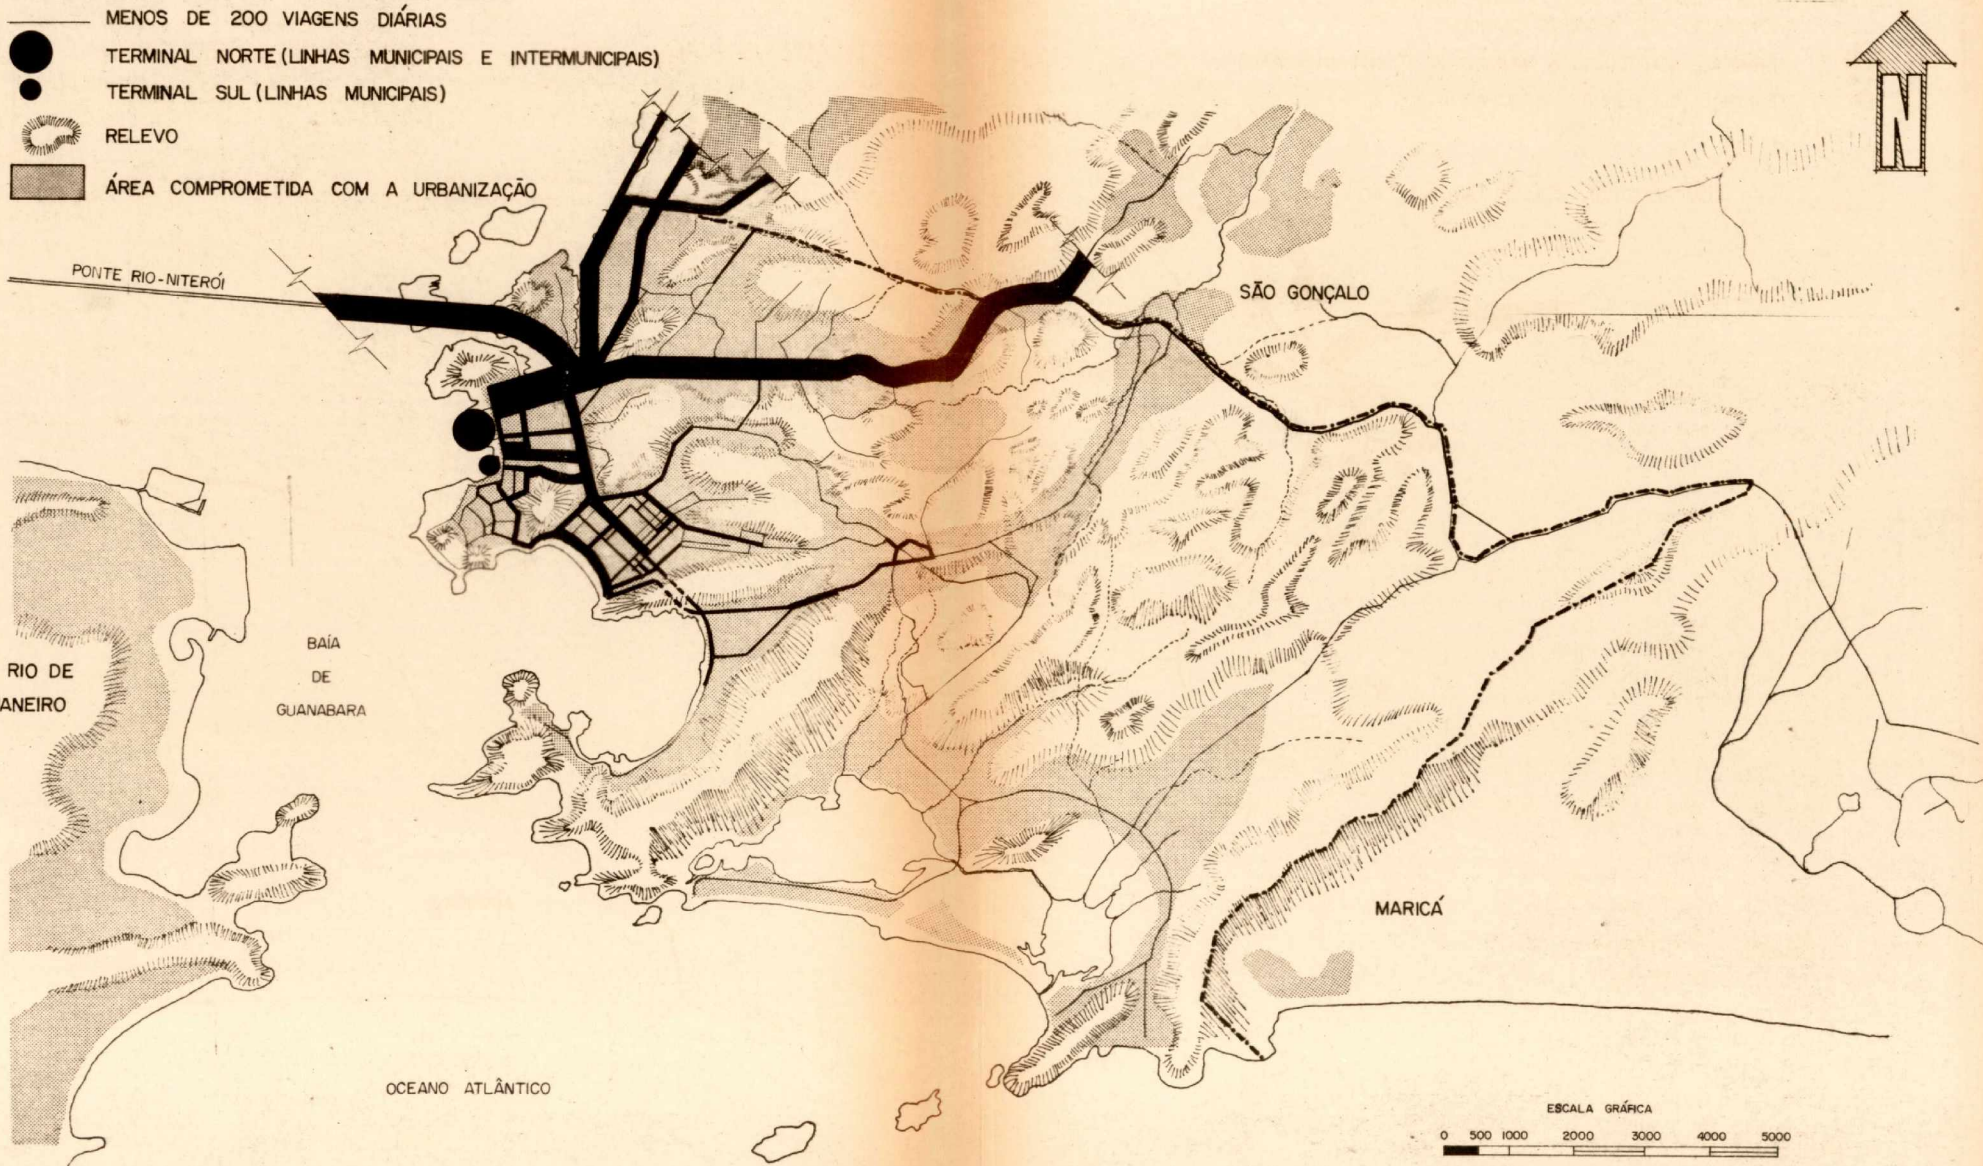 MENOS DE 200 VIAGENS DIÁRIAS
TERMINAL NORTE (LINHAS MUNICIPAIS E INTERMUNICIPAIS)
TERMINAL SUL (LINHAS MUNICIPAIS)
RELEVO
ÁREA COMPROMETIDA COM A URBANIZAÇÃO
N
PONTE RIO-NITERÓI
SÃO GONÇALO
BAÍA
DE
GUANABARA
RIO DE
ANEIRO
MARICÁ
OCEANO ATLÂNTICO
ESCALA GRÁFICA
0 500 1000 2000 3000 4000 5000